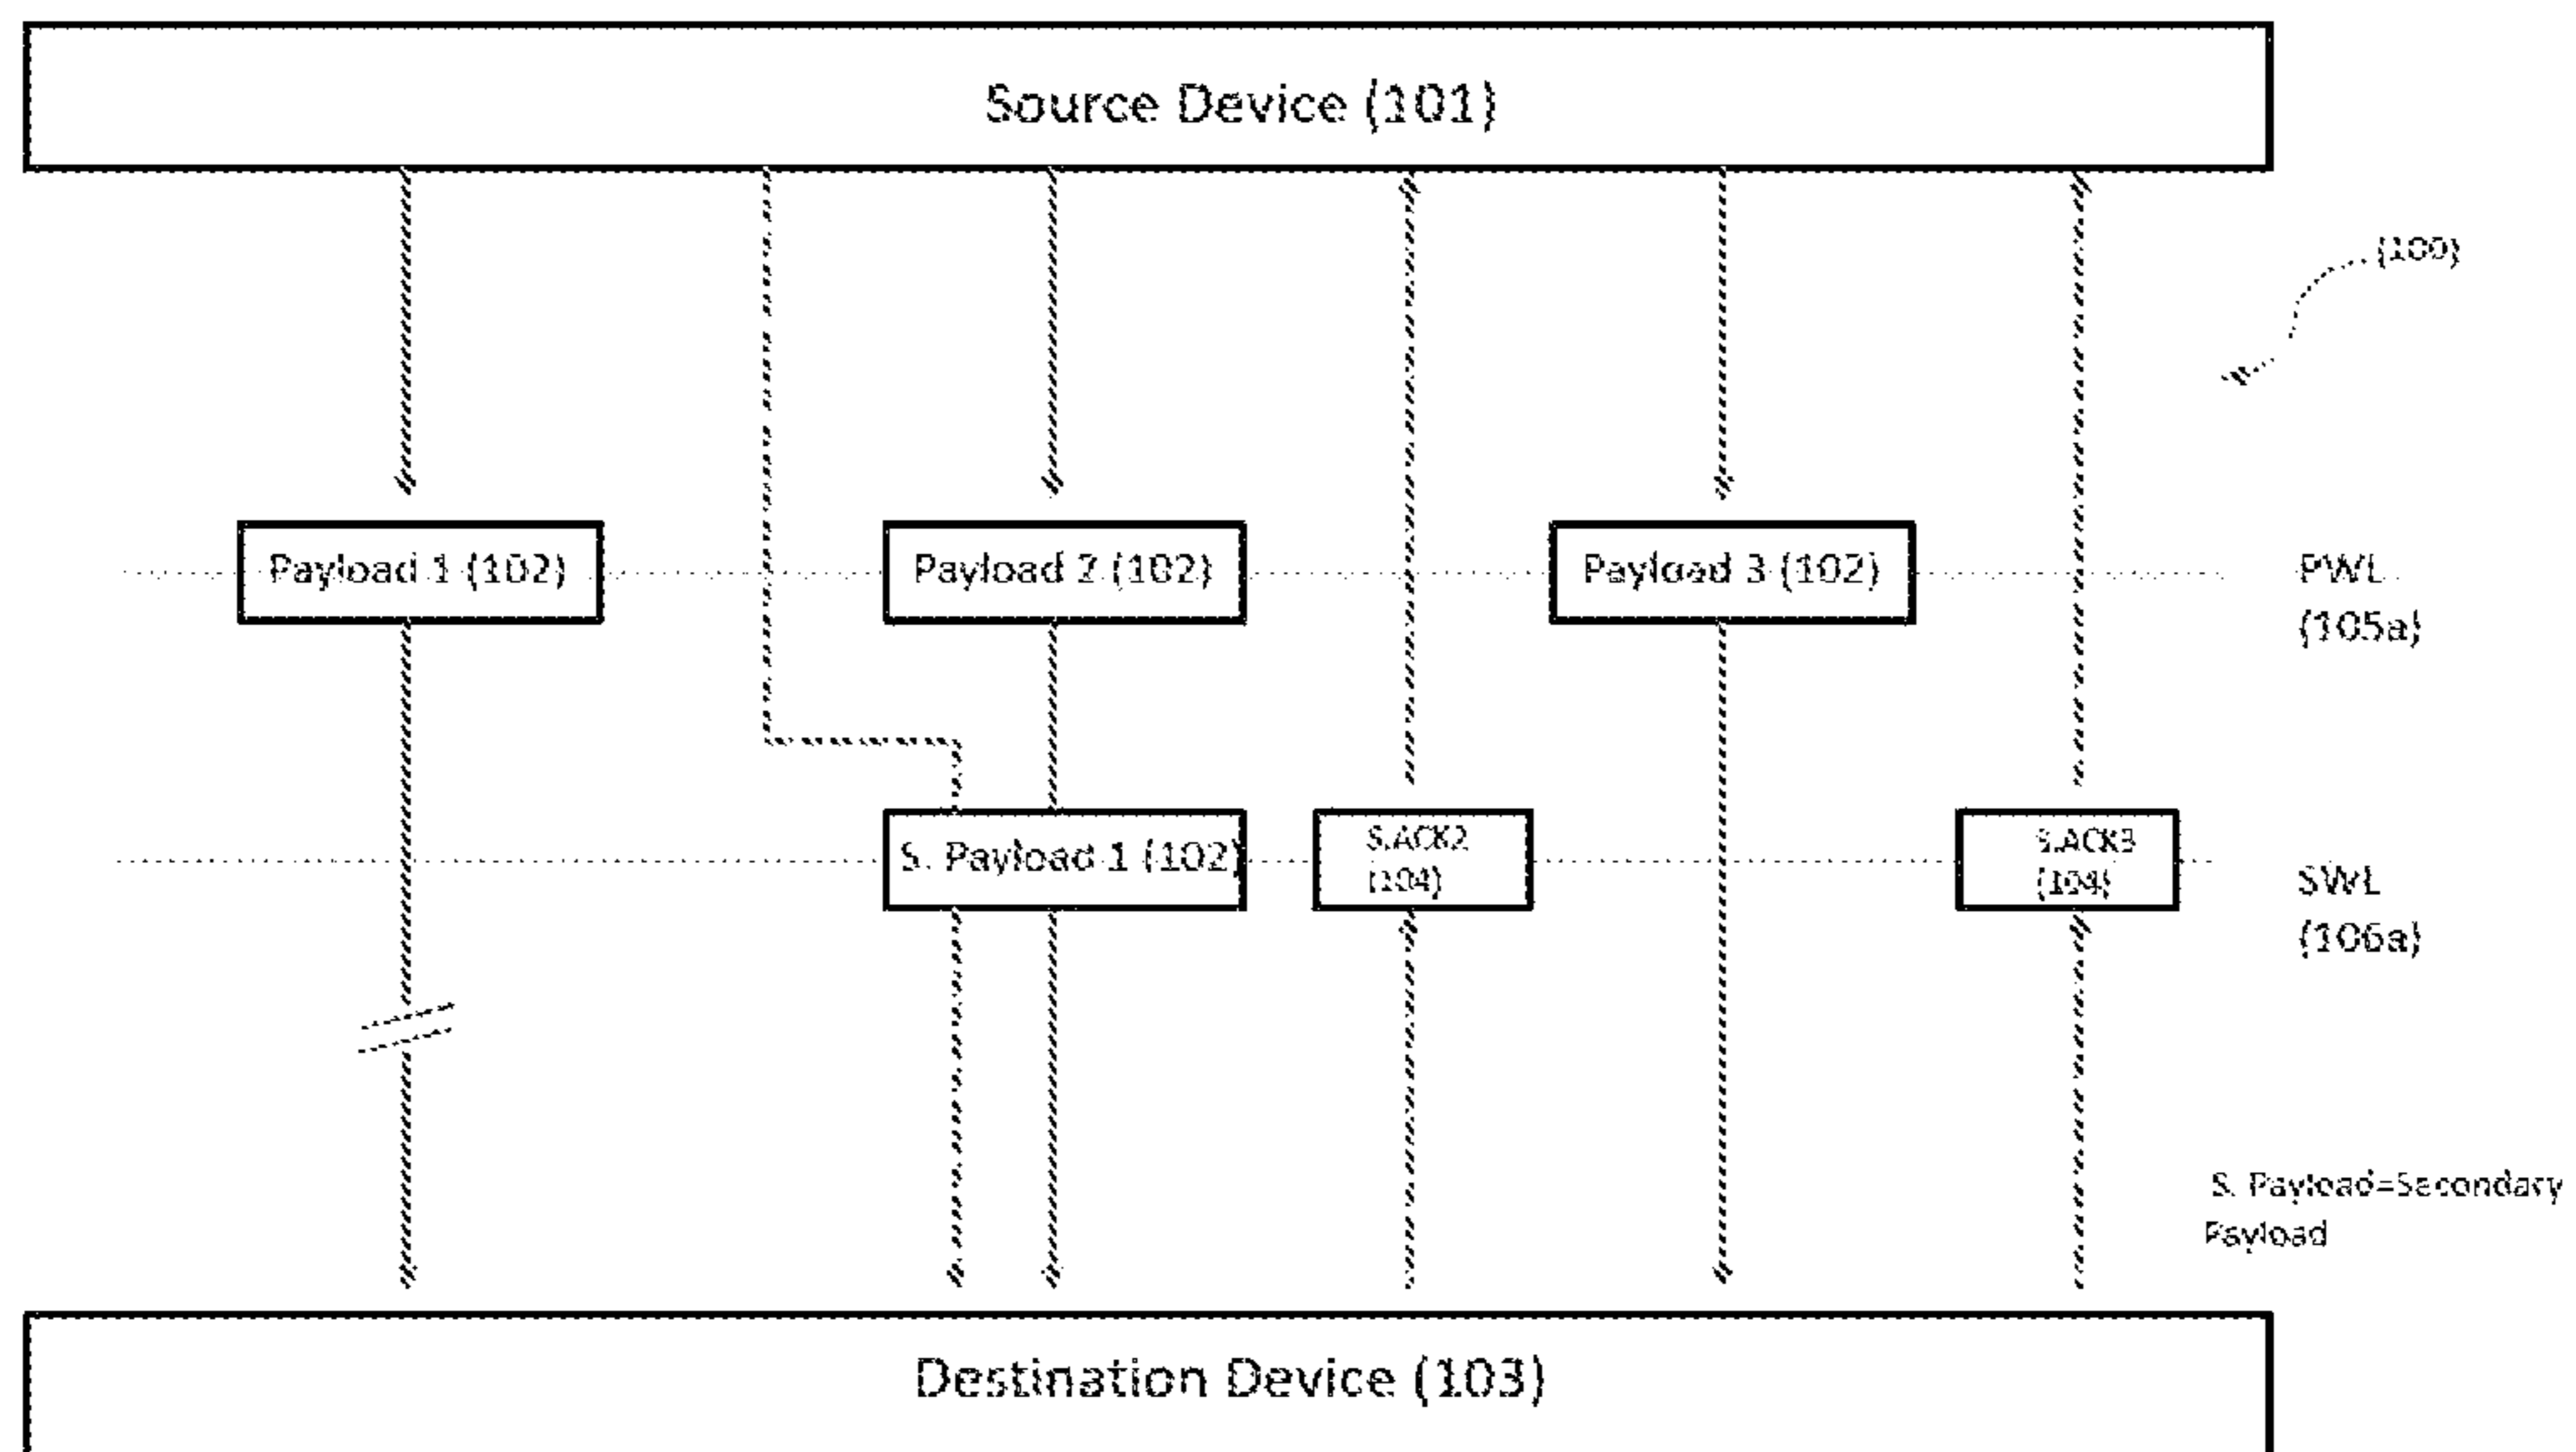 Source Device (101)
(100)
Payload 1 (102)
Payload 2 (102)
Payload 3 (102)
PWL
(105a)
S. Payload 1 (102)
S.ACK2
(104)
S.ACK3
(104)
SWL
(106a)
S. Payload=Secondary
Payload
Destination Device (103)